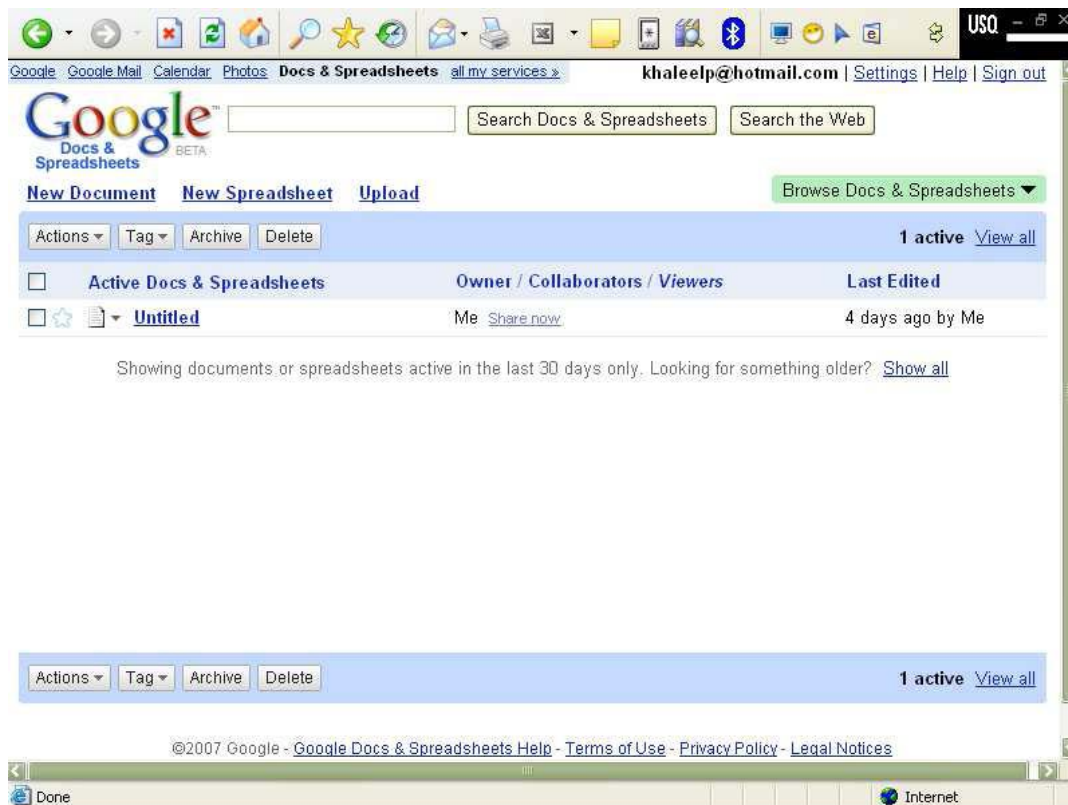 USQ
Google Google Mail Calendar Photos Docs & Spreadsheets all my services » khaleelp@hotmail.com | Settings | Help | Sign out
Google™ Search Docs & Spreadsheets Search the Web
Docs & Spreadsheets BETA
New Document New Spreadsheet Upload Browse Docs & Spreadsheets
Actions Tag Archive Delete 1 active View all
Active Docs & Spreadsheets Owner / Collaborators / Viewers Last Edited
Untitled Me Share now 4 days ago by Me
Showing documents or spreadsheets active in the last 30 days only. Looking for something older? Show all
Actions Tag Archive Delete 1 active View all
©2007 Google - Google Docs & Spreadsheets Help - Terms of Use - Privacy Policy - Legal Notices
Done Internet